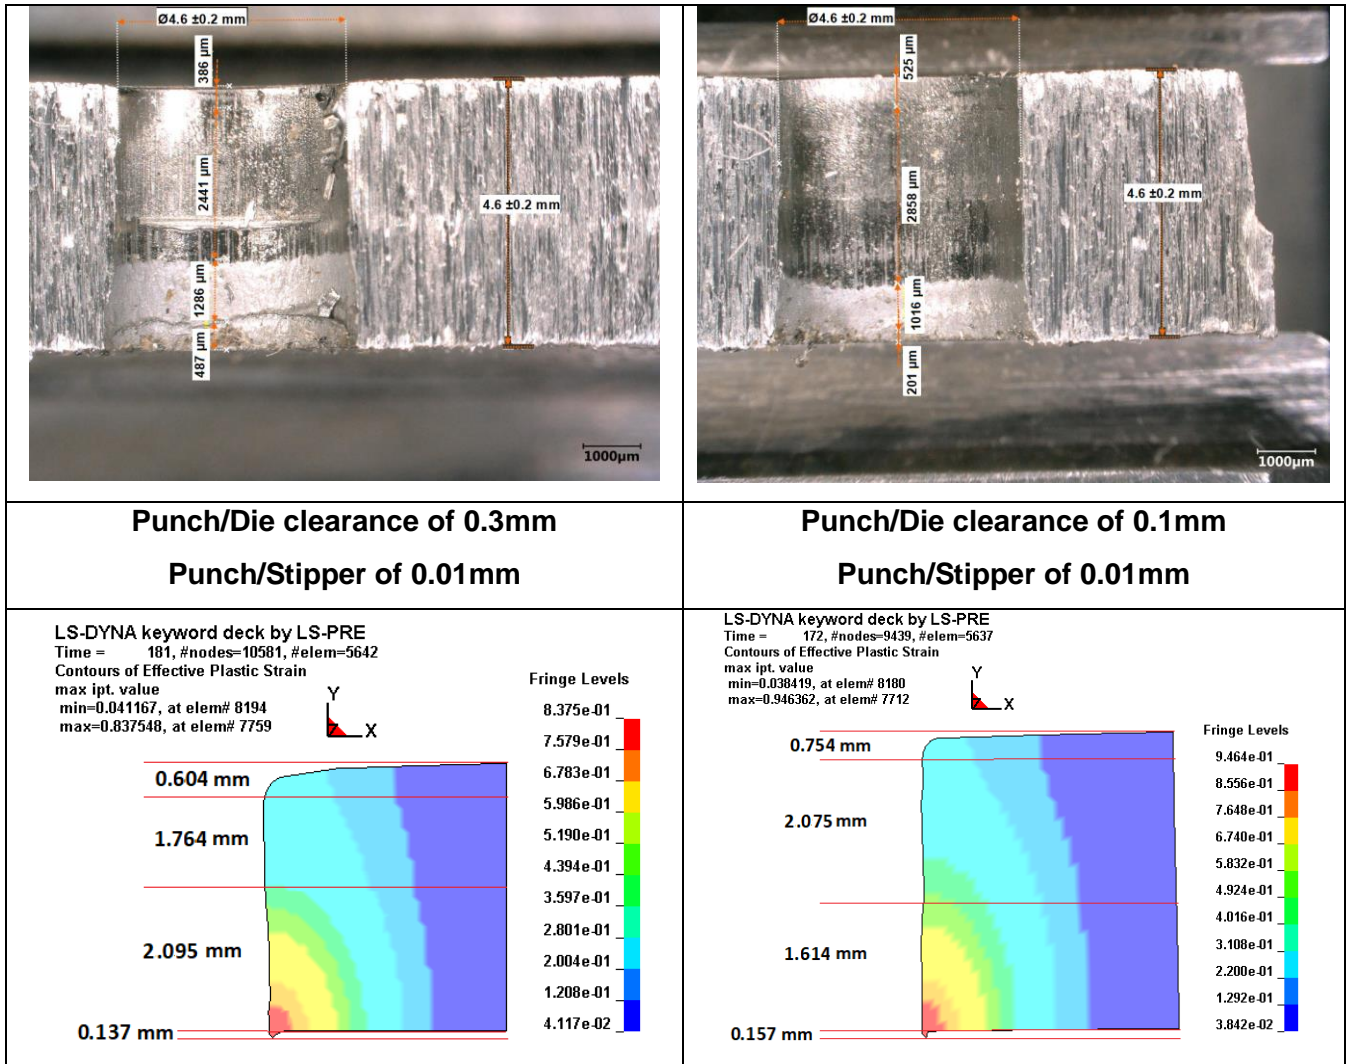 Ø4.6 ±0.2 mm
386 µm
2441 µm
4.6 ±0.2 mm
1286 µm
487 µm
1000µm
Ø4.6 ±0.2 mm
525 µm
2858 µm
4.6 ±0.2 mm
1016 µm
201 µm
1000µm
Punch/Die clearance of 0.3mm
Punch/Stipper of 0.01mm
Punch/Die clearance of 0.1mm
Punch/Stipper of 0.01mm
LS-DYNA keyword deck by LS-PRE
Time = 181, #nodes=10581, #elem=5642
Contours of Effective Plastic Strain
max ipt. value
min=0.041167, at elem# 8194
max=0.837548, at elem# 7759
Y
Z X
Fringe Levels
8.375e-01
7.579e-01
6.783e-01
5.986e-01
5.190e-01
4.394e-01
3.597e-01
2.801e-01
2.004e-01
1.208e-01
4.117e-02
0.604 mm
1.764 mm
2.095 mm
0.137 mm
LS-DYNA keyword deck by LS-PRE
Time = 172, #nodes=9439, #elem=5637
Contours of Effective Plastic Strain
max ipt. value
min=0.038419, at elem# 8180
max=0.946362, at elem# 7712
Y
Z X
Fringe Levels
9.464e-01
8.556e-01
7.648e-01
6.740e-01
5.832e-01
4.924e-01
4.016e-01
3.108e-01
2.200e-01
1.292e-01
3.842e-02
0.754 mm
2.075 mm
1.614 mm
0.157 mm